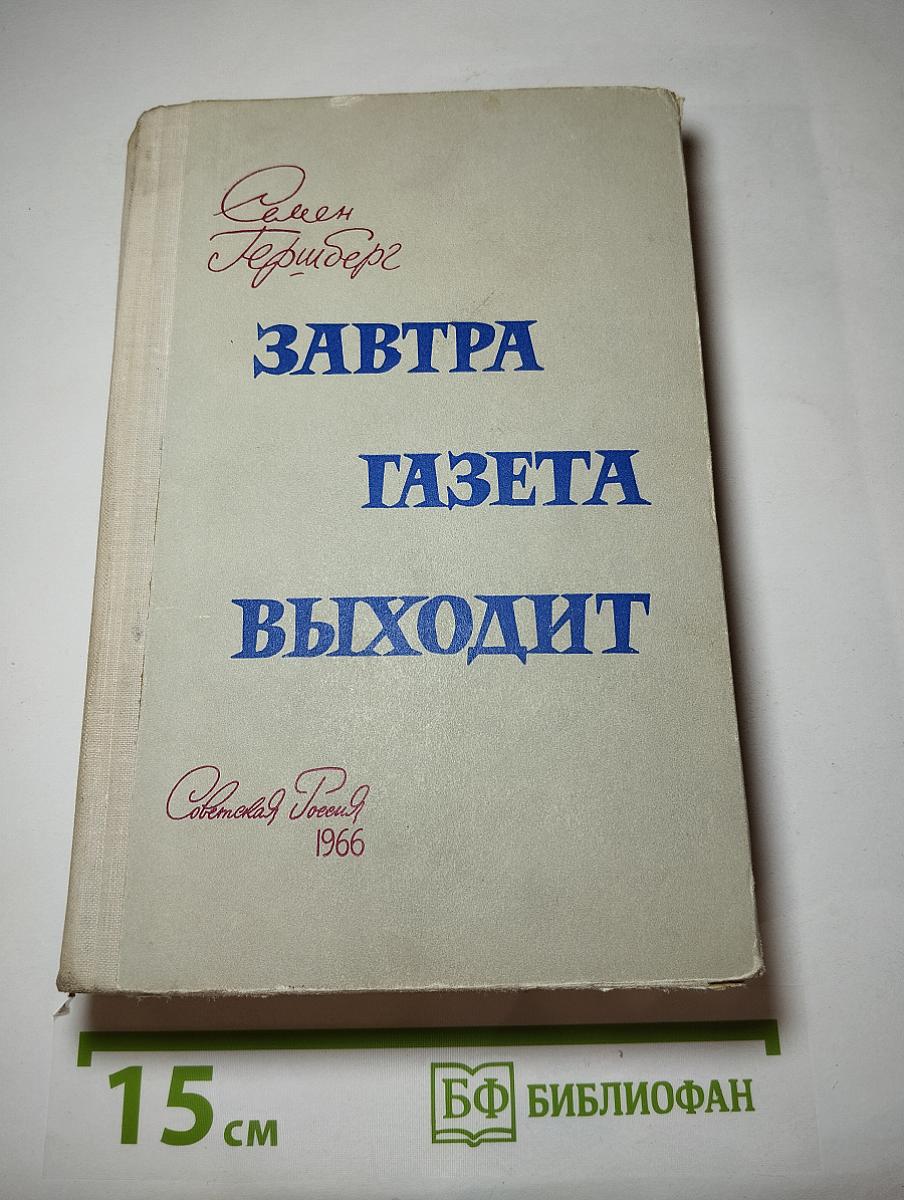 Семен
Гершберг
ЗАВТРА
ГАЗЕТА
ВЫХОДИТ
Советская Россия
1966
15 см
БФ БИБЛИОФАН